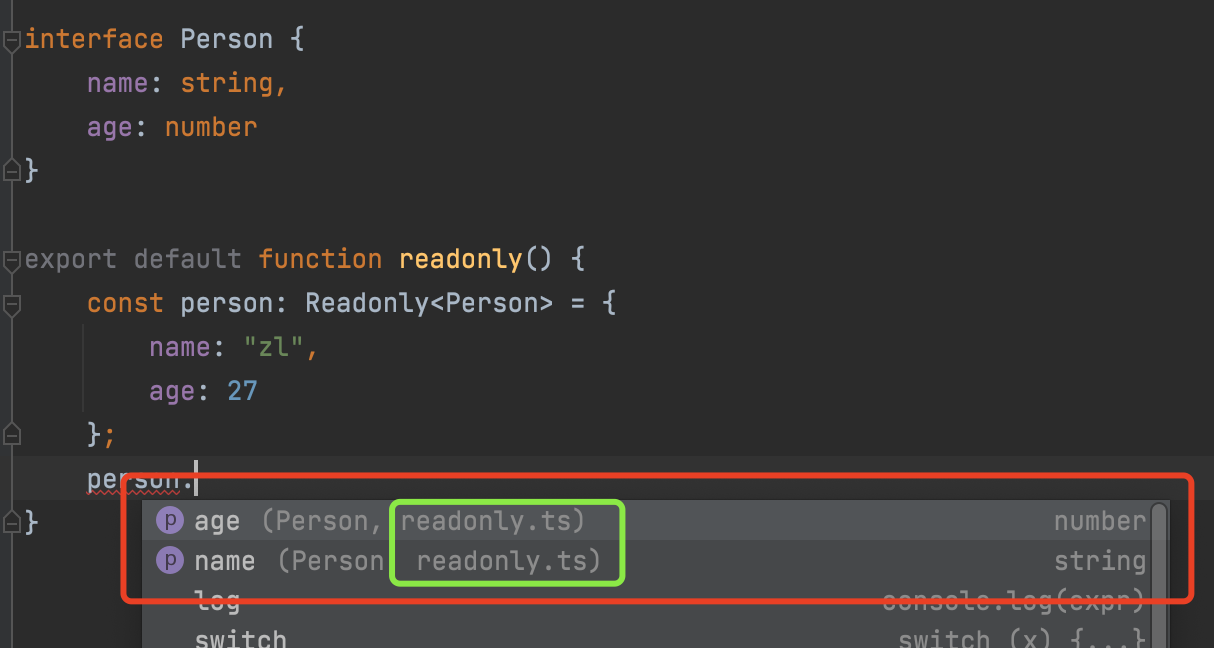 interface Person {
name: string,
age: number
}
export default function readonly() {
const person: Readonly<Person> = {
name: "zl",
age: 27
};
person.
}
p age (Person, readonly.ts) number
p name (Person readonly.ts) string
log console.log(expr)
switch switch (x) {...}